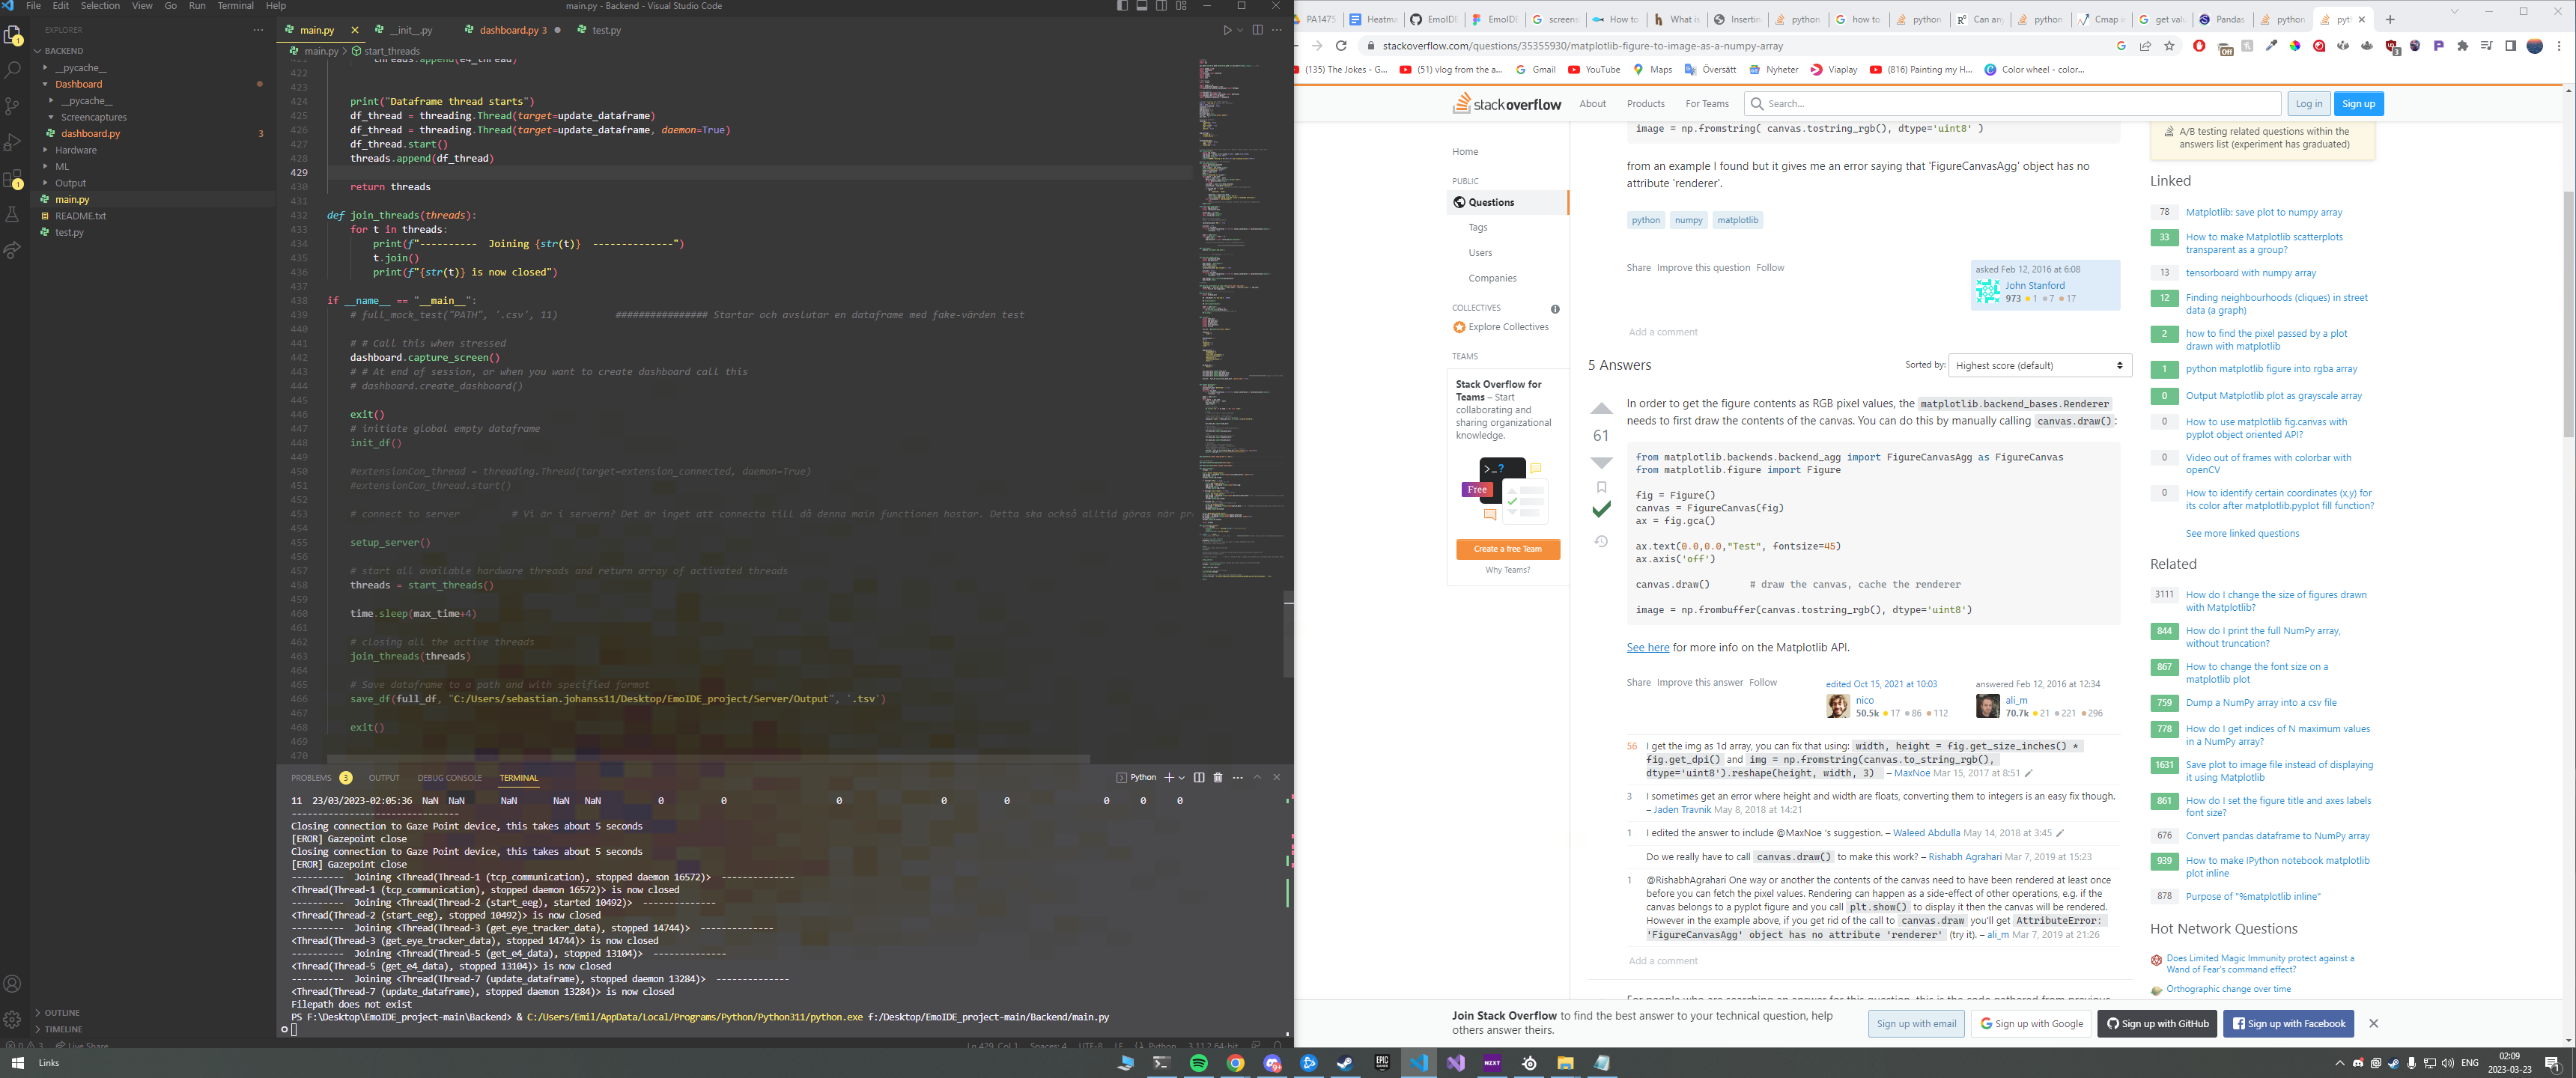 File Edit Selection View Go Run Terminal Help
main.py - Backend - Visual Studio Code
EXPLORER
BACKEND
__pycache__
Dashboard
__pycache__
Screencaptures
dashboard.py 3
Hardware
ML
Output
main.py
README.txt
test.py
OUTLINE
TIMELINE
main.py __init__.py dashboard.py 3 test.py
main.py > start_threads
421 threads.append(e4_thread)
422
423
424 print("Dataframe thread starts")
425 df_thread = threading.Thread(target=update_dataframe)
426 df_thread = threading.Thread(target=update_dataframe, daemon=True)
427 df_thread.start()
428 threads.append(df_thread)
429
430 return threads
431
432 def join_threads(threads):
433 for t in threads:
434 print(f"---------- Joining {str(t)} --------------")
435 t.join()
436 print(f"{str(t)} is now closed")
437
438 if __name__ == "__main__":
439 # full_mock_test("PATH", '.csv', 11) ################ Startar och avslutar en dataframe med fake-värden test
440
441 # # Call this when stressed
442 dashboard.capture_screen()
443 # # At end of session, or when you want to create dashboard call this
444 # dashboard.create_dashboard()
445
446 exit()
447 # initiate global empty dataframe
448 init_df()
449
450 #extensionCon_thread = threading.Thread(target=extension_connected, daemon=True)
451 #extensionCon_thread.start()
452
453 # connect to server # Vi är i servern? Det är inget att connecta till då denna main functionen hostar. Detta ska också alltid göras när pr
454
455 setup_server()
456
457 # start all available hardware threads and return array of activated threads
458 threads = start_threads()
459
460 time.sleep(max_time+4)
461
462 # closing all the active threads
463 join_threads(threads)
464
465 # Save dataframe to a path and with specified format
466 save_df(full_df, "C:/Users/sebastian.johanss11/Desktop/EmoIDE_project/Server/Output", '.tsv')
467
468 exit()
469
470
PROBLEMS 3 OUTPUT DEBUG CONSOLE TERMINAL
Python
11 23/03/2023-02:05:36 NaN NaN NaN NaN NaN 0 0 0 0 0 0 0 0
------------------------------
Closing connection to Gaze Point device, this takes about 5 seconds
[EROR] Gazepoint close
Closing connection to Gaze Point device, this takes about 5 seconds
[EROR] Gazepoint close
---------- Joining <Thread(Thread-1 (tcp_communication), stopped daemon 16572)> --------------
<Thread(Thread-1 (tcp_communication), stopped daemon 16572)> is now closed
---------- Joining <Thread(Thread-2 (start_eeg), started 10492)> --------------
<Thread(Thread-2 (start_eeg), stopped 10492)> is now closed
---------- Joining <Thread(Thread-3 (get_eye_tracker_data), stopped 14744)> --------------
<Thread(Thread-3 (get_eye_tracker_data), stopped 14744)> is now closed
---------- Joining <Thread(Thread-5 (get_e4_data), stopped 13104)> --------------
<Thread(Thread-5 (get_e4_data), stopped 13104)> is now closed
---------- Joining <Thread(Thread-7 (update_dataframe), stopped daemon 13284)> --------------
<Thread(Thread-7 (update_dataframe), stopped daemon 13284)> is now closed
Filepath does not exist
PS F:\Desktop\EmoIDE_project-main\Backend> & C:/Users/Emil/AppData/Local/Programs/Python/Python311/python.exe f:/Desktop/EmoIDE_project-main/Backend/main.py
Live Share
Ln 429, Col 1 Spaces: 4 UTF-8 LF Python 3.11.2 64-bit
PA1475 Heatma EmoIDE EmoIDE screens How to What is Insertin python how to python Can any python Cmap i get valu Pandas python pyt
stackoverflow.com/questions/35355930/matplotlib-figure-to-image-as-a-numpy-array
(135) The Jokes - G... (51) vlog from the a... Gmail YouTube Maps Översätt Nyheter Viaplay (816) Painting my H... Color wheel - color...
stackoverflow About Products For Teams Search... Log in Sign up
Home
PUBLIC
Questions
Tags
Users
Companies
COLLECTIVES
Explore Collectives
TEAMS
Stack Overflow for
Teams – Start
collaborating and
sharing organizational
knowledge.
Free
Create a free Team
Why Teams?
image = np.fromstring( canvas.tostring_rgb(), dtype='uint8' )
from an example I found but it gives me an error saying that 'FigureCanvasAgg' object has no
attribute 'renderer'.
python numpy matplotlib
Share Improve this question Follow
asked Feb 12, 2016 at 6:08
John Stanford
973 1 7 17
Add a comment
5 Answers
Sorted by: Highest score (default)
61
In order to get the figure contents as RGB pixel values, the matplotlib.backend_bases.Renderer
needs to first draw the contents of the canvas. You can do this by manually calling canvas.draw():
from matplotlib.backends.backend_agg import FigureCanvasAgg as FigureCanvas
from matplotlib.figure import Figure
fig = Figure()
canvas = FigureCanvas(fig)
ax = fig.gca()
ax.text(0.0,0.0,"Test", fontsize=45)
ax.axis('off')
canvas.draw() # draw the canvas, cache the renderer
image = np.frombuffer(canvas.tostring_rgb(), dtype='uint8')
See here for more info on the Matplotlib API.
Share Improve this answer Follow
edited Oct 15, 2021 at 10:03
nico
50.5k 17 86 112
answered Feb 12, 2016 at 12:34
ali_m
70.7k 21 221 296
56 I get the img as 1d array, you can fix that using: width, height = fig.get_size_inches() *
fig.get_dpi() and img = np.fromstring(canvas.to_string_rgb(),
dtype='uint8').reshape(height, width, 3) – MaxNoe Mar 15, 2017 at 8:51
3 I sometimes get an error where height and width are floats, converting them to integers is an easy fix though.
– Jaden Travnik May 8, 2018 at 14:21
1 I edited the answer to include @MaxNoe 's suggestion. – Waleed Abdulla May 14, 2018 at 3:45
Do we really have to call canvas.draw() to make this work? – Rishabh Agrahari Mar 7, 2019 at 15:23
1 @RishabhAgrahari One way or another the contents of the canvas need to have been rendered at least once
before you can fetch the pixel values. Rendering can happen as a side-effect of other operations, e.g. if the
canvas belongs to a pyplot figure and you call plt.show() to display it then the canvas will be rendered.
However in the example above, if you get rid of the call to canvas.draw you'll get AttributeError:
'FigureCanvasAgg' object has no attribute 'renderer' (try it). – ali_m Mar 7, 2019 at 21:26
Add a comment
For people who are searching an answer for this question, this is the code gathered from previous
A/B testing related questions within the
answers list (experiment has graduated)
Linked
78 Matplotlib: save plot to numpy array
33 How to make Matplotlib scatterplots
transparent as a group?
13 tensorboard with numpy array
12 Finding neighbourhoods (cliques) in street
data (a graph)
2 how to find the pixel passed by a plot
drawn with matplotlib
1 python matplotlib figure into rgba array
0 Output Matplotlib plot as grayscale array
0 How to use matplotlib fig.canvas with
pyplot object oriented API?
0 Video out of frames with colorbar with
openCV
0 How to identify certain coordinates (x,y) for
its color after matplotlib.pyplot fill function?
See more linked questions
Related
3111 How do I change the size of figures drawn
with Matplotlib?
844 How do I print the full NumPy array,
without truncation?
867 How to change the font size on a
matplotlib plot
759 Dump a NumPy array into a csv file
778 How do I get indices of N maximum values
in a NumPy array?
1631 Save plot to image file instead of displaying
it using Matplotlib
861 How do I set the figure title and axes labels
font size?
676 Convert pandas dataframe to NumPy array
939 How to make IPython notebook matplotlib
plot inline
878 Purpose of "%matplotlib inline"
Hot Network Questions
Does Limited Magic Immunity protect against a
Wand of Fear's command effect?
Orthographic change over time
Join Stack Overflow to find the best answer to your technical question, help
others answer theirs.
Sign up with email Sign up with Google Sign up with GitHub Sign up with Facebook
Links
ENG
02:09
2023-03-23